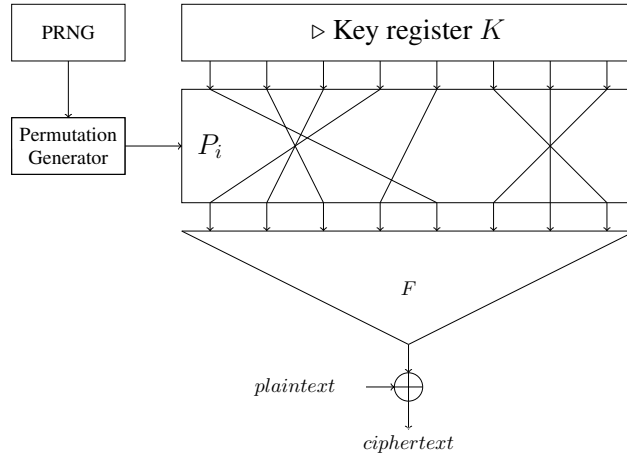 PRNG
▷ Key register K
Permutation
Generator
P_i
F
plaintext
ciphertext